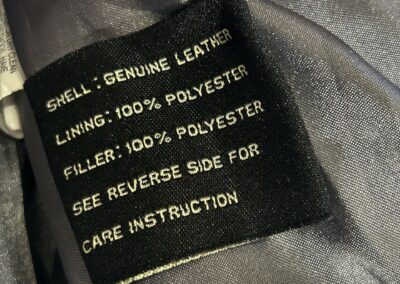 SHELL: GENUINE LEATHER
LINING: 100% POLYESTER
FILLER: 100% POLYESTER
SEE REVERSE SIDE FOR
CARE INSTRUCTION